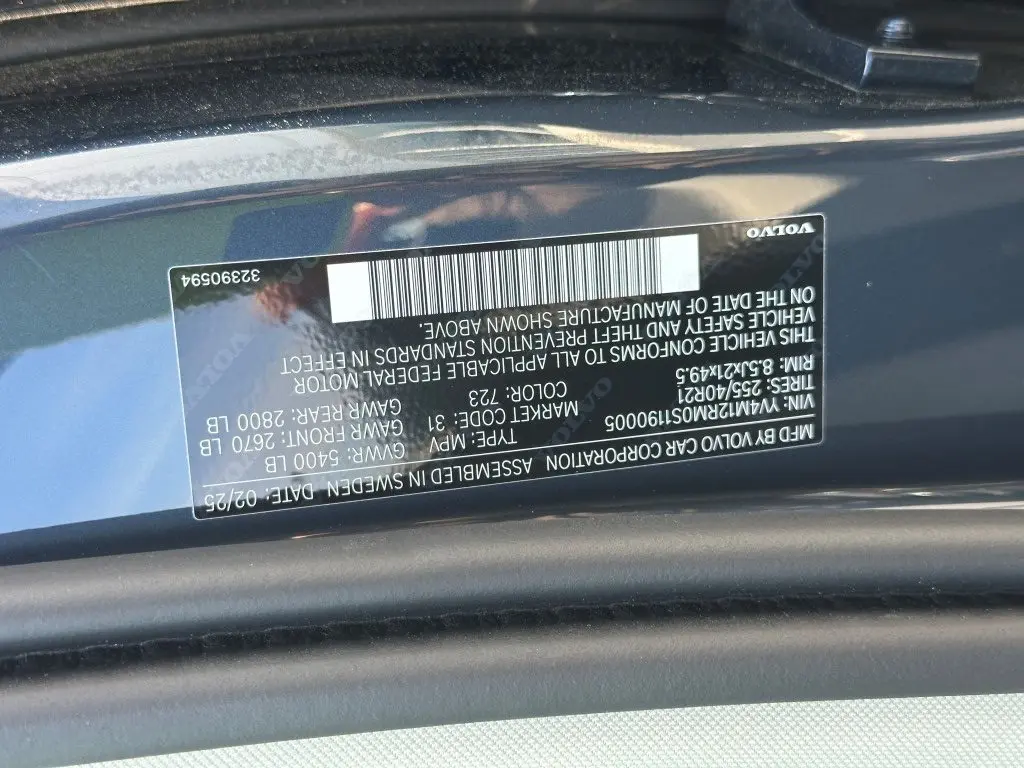 MFD BY VOLVO CAR CORPORATION ASSEMBLED IN SWEDEN DATE: 02/25
VIN: YV4M12RM0S1190005 TYPE: MPV GVWR: 5400 LB
TIRES: 255/40R21 MARKET CODE: 31 GAWR FRONT: 2670 LB
RIM: 8.5Jx21x49.5 COLOR: 723 GAWR REAR: 2800 LB
THIS VEHICLE CONFORMS TO ALL APPLICABLE FEDERAL MOTOR
VEHICLE SAFETY AND THEFT PREVENTION STANDARDS IN EFFECT
ON THE DATE OF MANUFACTURE SHOWN ABOVE.
VOLVO 32390594